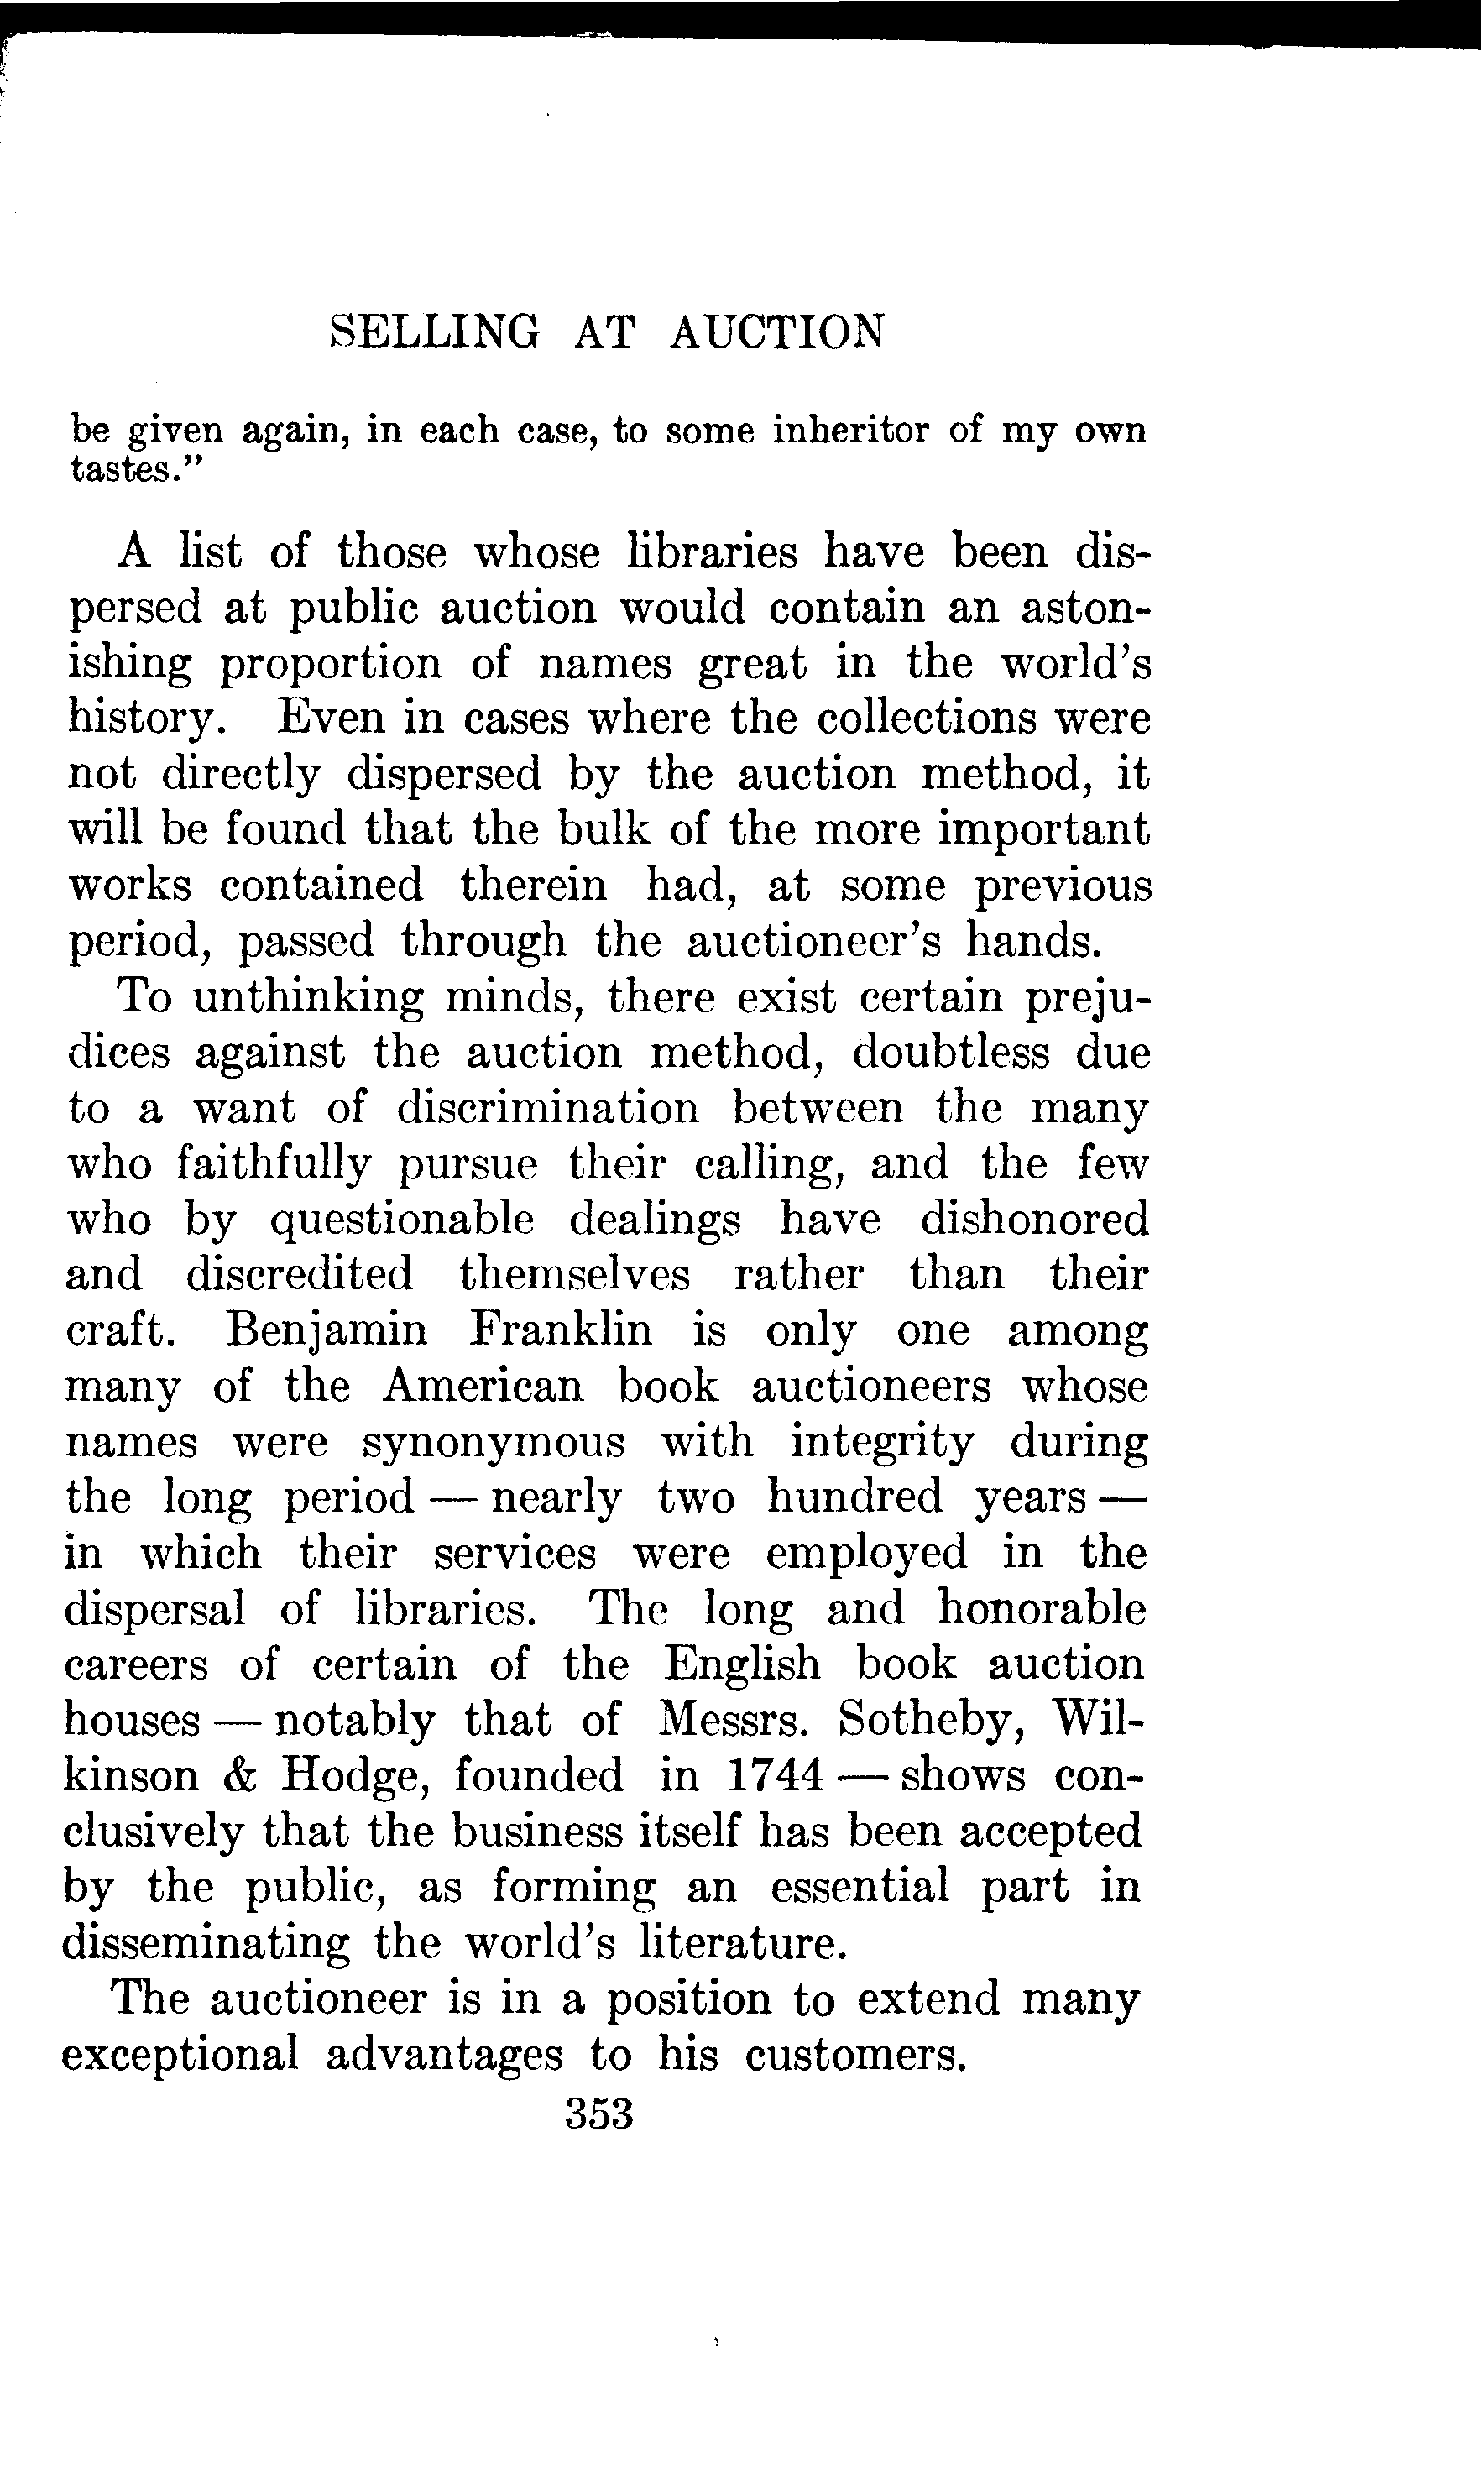 SELLING AT AUCTION
be given again, in each case, to some inheritor of my own
tastes.”
A list of those whose libraries have been dis-
persed at public auction would contain an aston-
ishing proportion of names great in the world's
history. Even in cases where the collections were
not directly dispersed by the auction method, it
will be found that the bulk of the more important
works contained therein had, at some previous
period, passed through the auctioneer's hands.
To unthinking minds, there exist certain preju-
dices against the auction method, doubtless due
to a want of discrimination between the many
who faithfully pursue their calling, and the few
who by questionable dealings have dishonored
and discredited themselves rather than their
craft. Benjamin Franklin is only one among
many of the American book auctioneers whose
names were synonymous with integrity during
the long period — nearly two hundred years —
in which their services were employed in the
dispersal of libraries. The long and honorable
careers of certain of the English book auction
houses — notably that of Messrs. Sotheby, Wil-
kinson & Hodge, founded in 1744 — shows con-
clusively that the business itself has been accepted
by the public, as forming an essential part in
disseminating the world's literature.
The auctioneer is in a position to extend many
exceptional advantages to his customers.
353